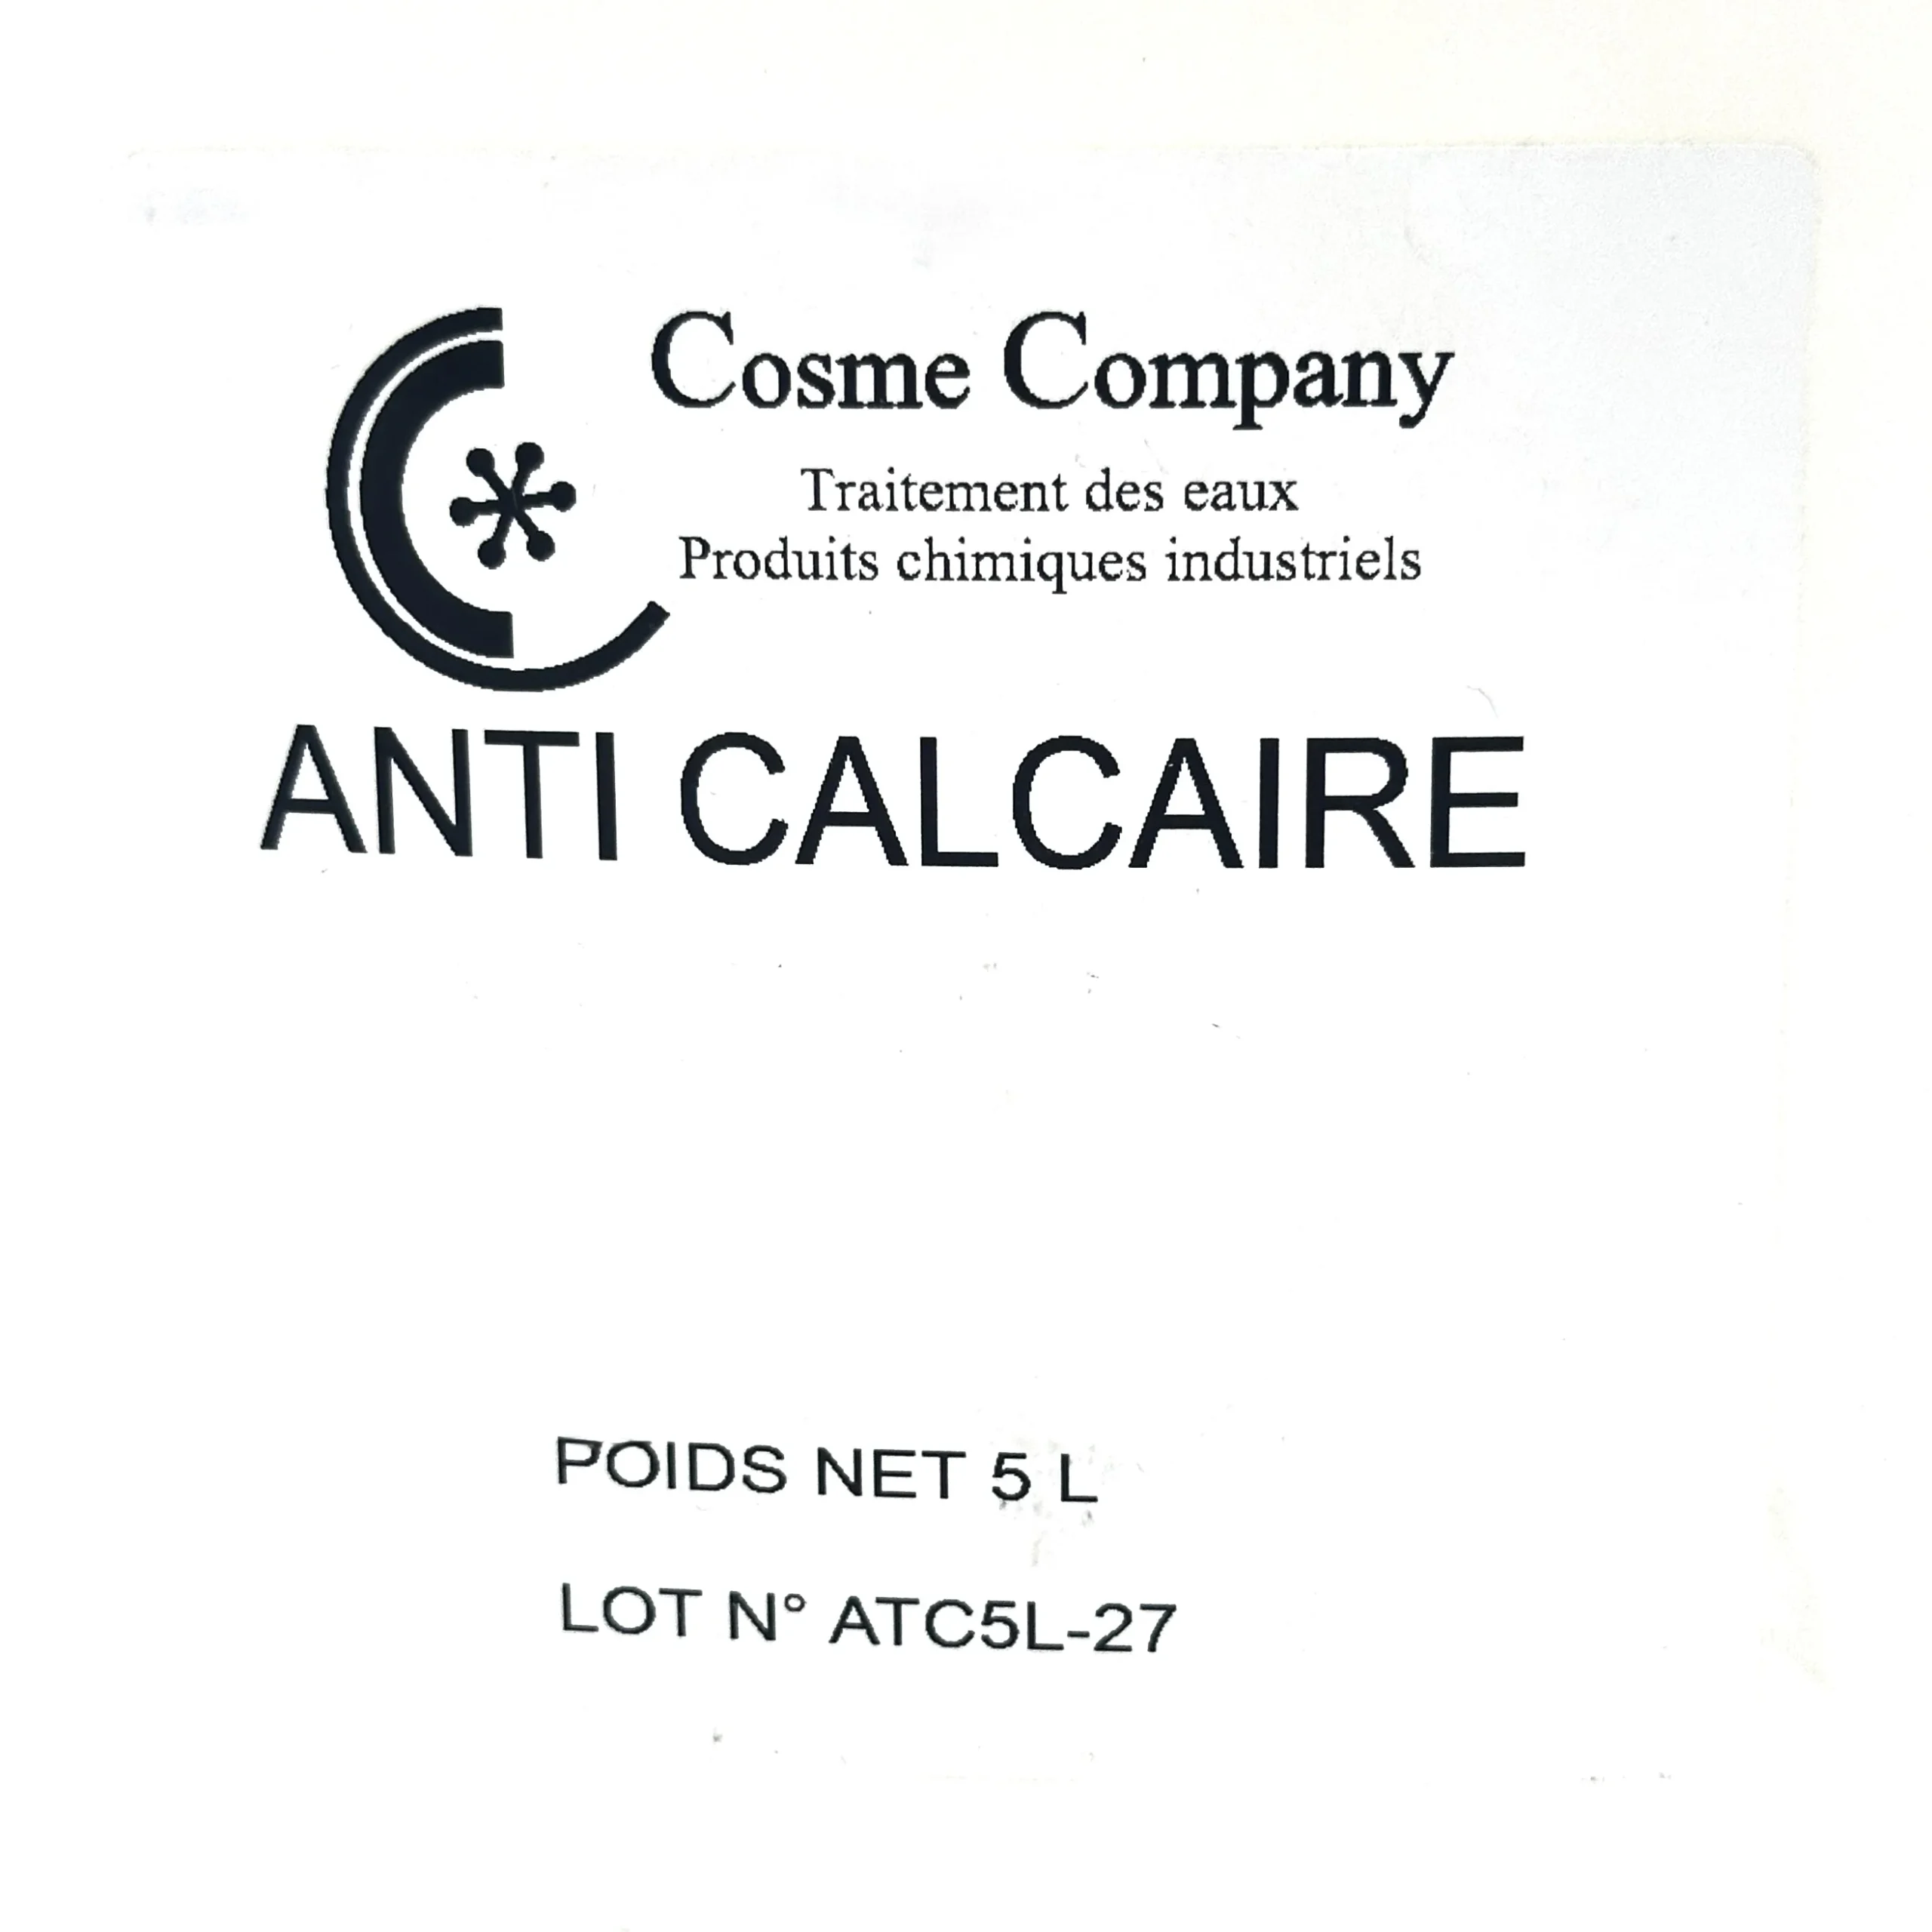 Cosme Company
Traitement des eaux
Produits chimiques industriels
ANTI CALCAIRE
POIDS NET 5 L
LOT N° ATC5L-27